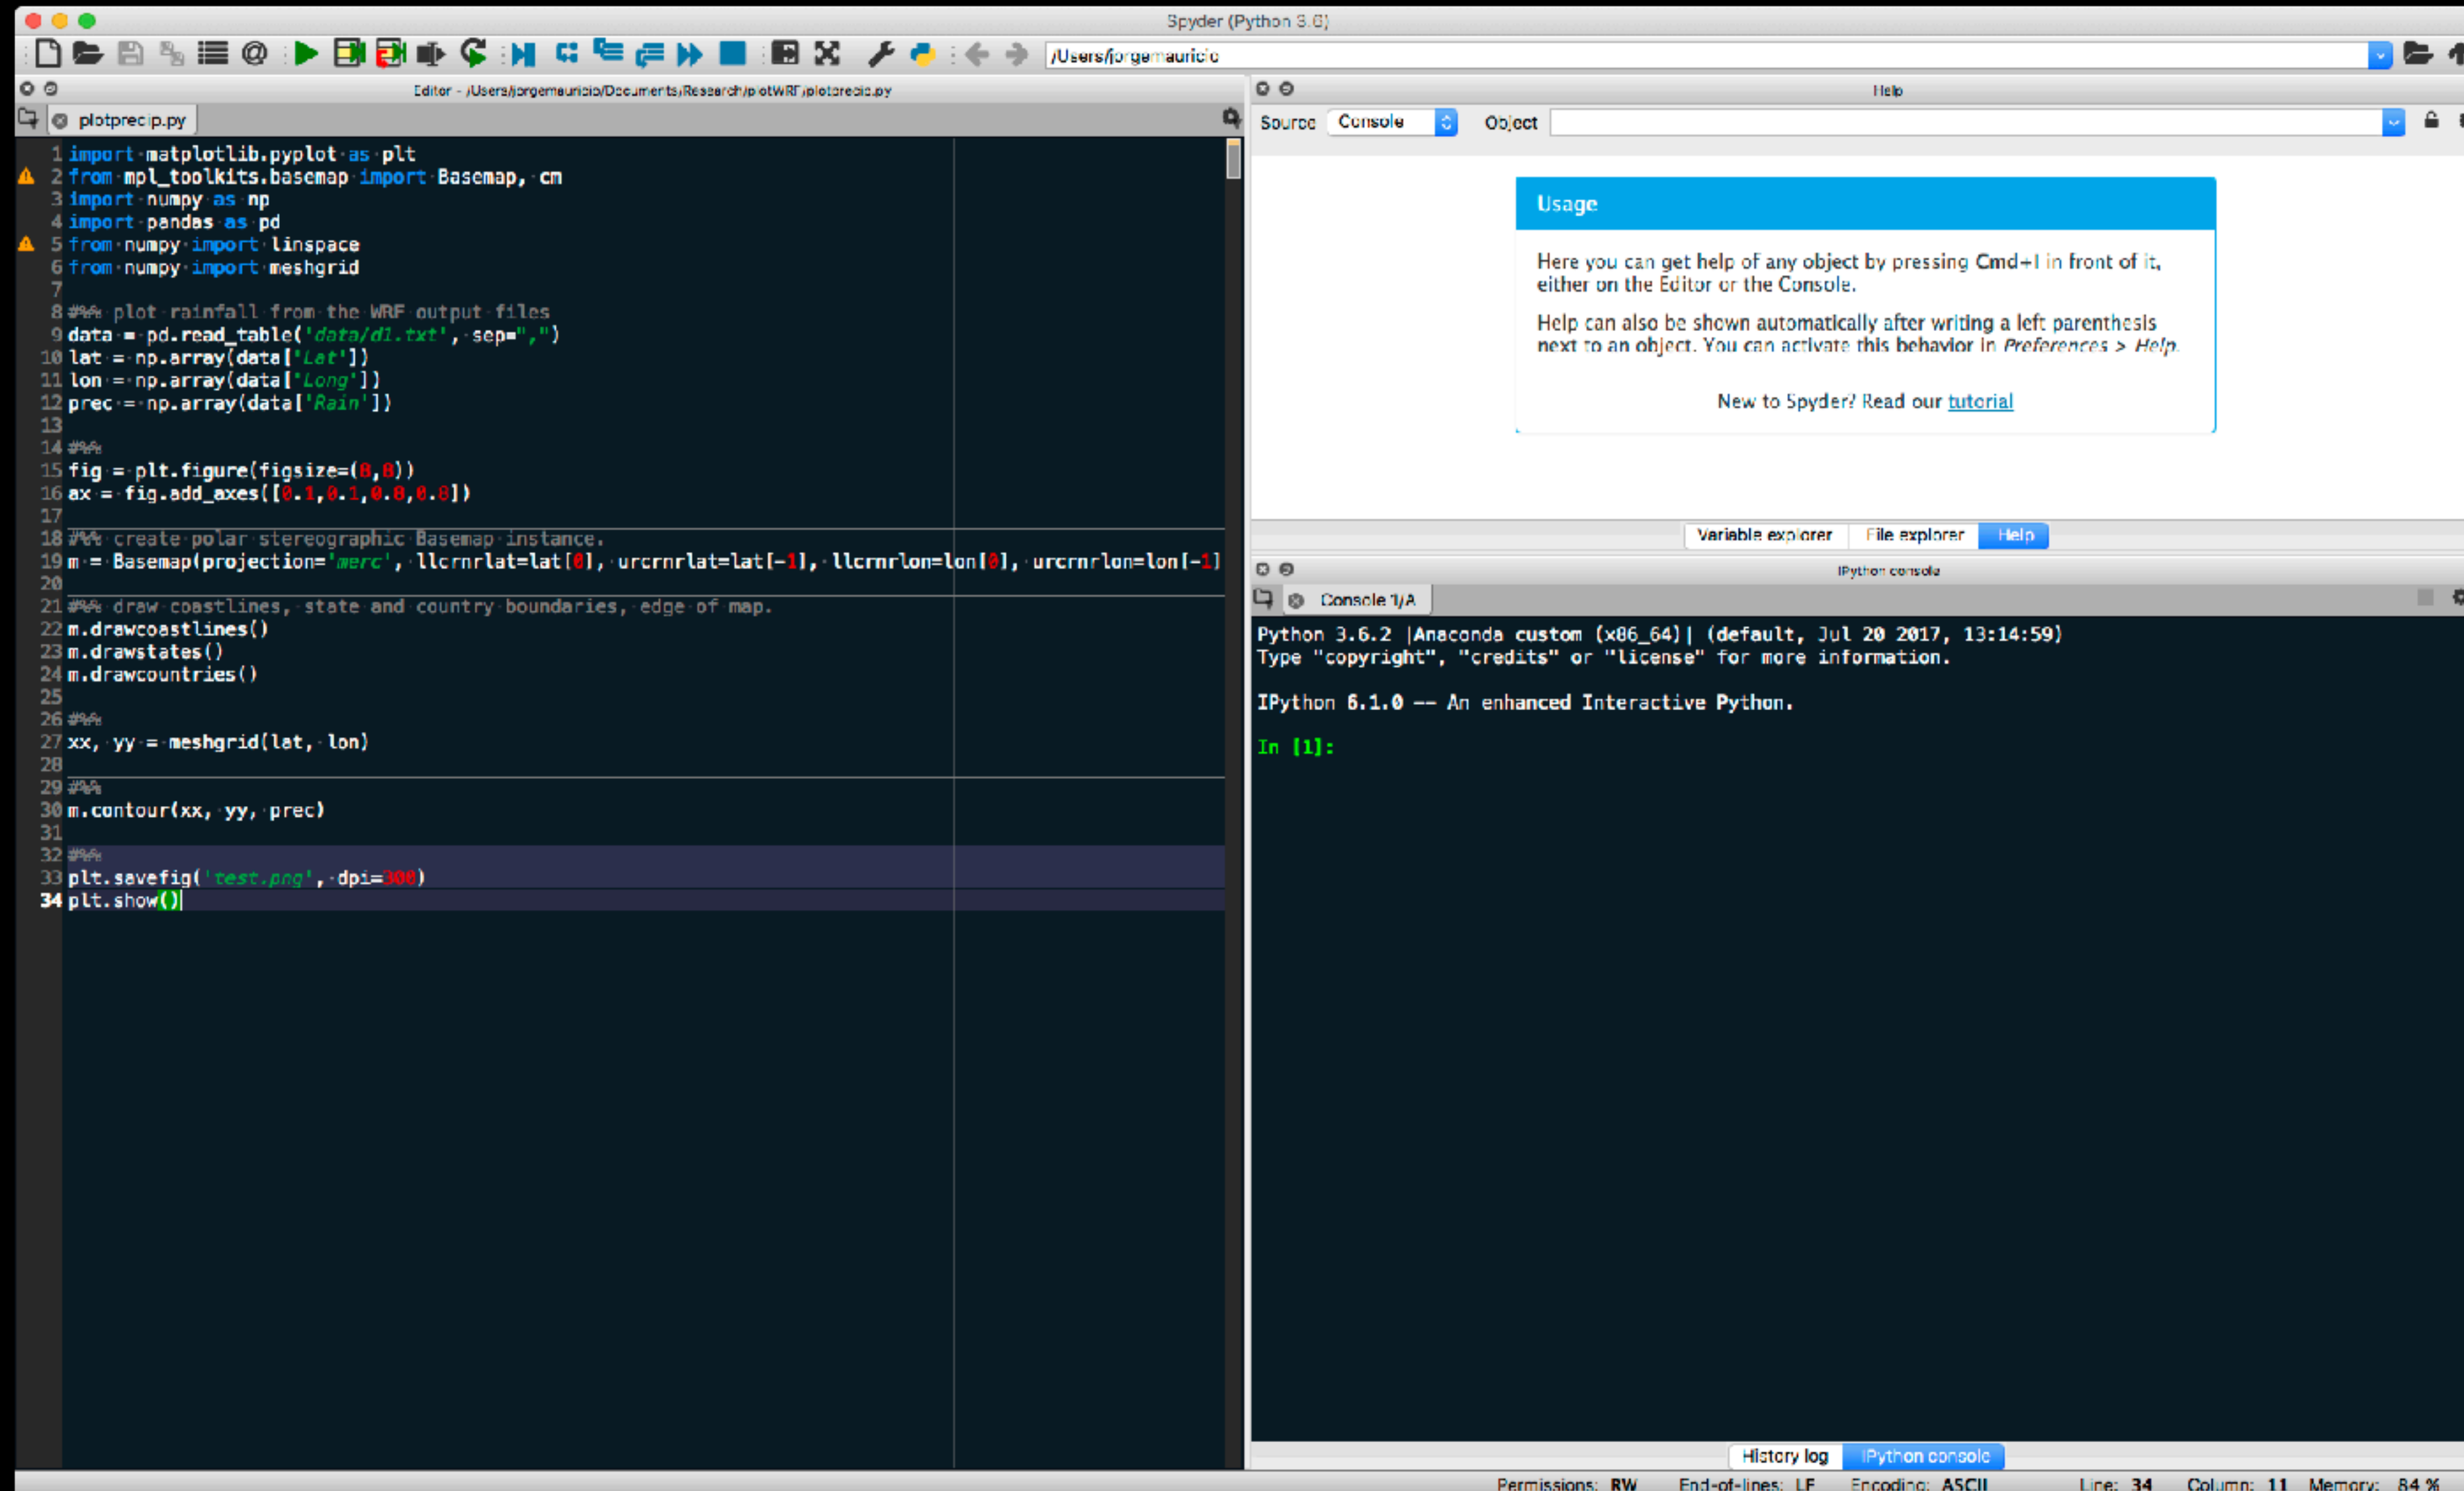 Spyder (Python 3.6)
/Users/jorgemauricio
Editor - /Users/jorgemauricio/Documents/Research/plotWRF/plotprecip.py
plotprecip.py
1 import matplotlib.pyplot as plt
2 from mpl_toolkits.basemap import Basemap, cm
3 import numpy as np
4 import pandas as pd
5 from numpy import linspace
6 from numpy import meshgrid
7
8 #%% plot rainfall from the WRF output files
9 data = pd.read_table('data/d1.txt', sep=",")
10 lat = np.array(data['Lat'])
11 lon = np.array(data['Long'])
12 prec = np.array(data['Rain'])
13
14 #%%
15 fig = plt.figure(figsize=(8,8))
16 ax = fig.add_axes([0.1,0.1,0.8,0.8])
17
18 #%% create polar stereographic Basemap instance.
19 m = Basemap(projection='merc', llcrnrlat=lat[0], urcrnrlat=lat[-1], llcrnrlon=lon[0], urcrnrlon=lon[-1]
20
21 #%% draw coastlines, state and country boundaries, edge of map.
22 m.drawcoastlines()
23 m.drawstates()
24 m.drawcountries()
25
26 #%%
27 xx, yy = meshgrid(lat, lon)
28
29 #%%
30 m.contour(xx, yy, prec)
31
32 #%%
33 plt.savefig('test.png', dpi=300)
34 plt.show()
Help
Source Console Object
Usage
Here you can get help of any object by pressing Cmd+I in front of it,
either on the Editor or the Console.
Help can also be shown automatically after writing a left parenthesis
next to an object. You can activate this behavior in Preferences > Help.
New to Spyder? Read our tutorial
Variable explorer File explorer Help
IPython console
Console 1/A
Python 3.6.2 |Anaconda custom (x86_64)| (default, Jul 20 2017, 13:14:59)
Type "copyright", "credits" or "license" for more information.
IPython 6.1.0 -- An enhanced Interactive Python.
In [1]:
History log IPython console
Permissions: RW End-of-lines: LF Encoding: ASCII Line: 34 Column: 11 Memory: 84 %